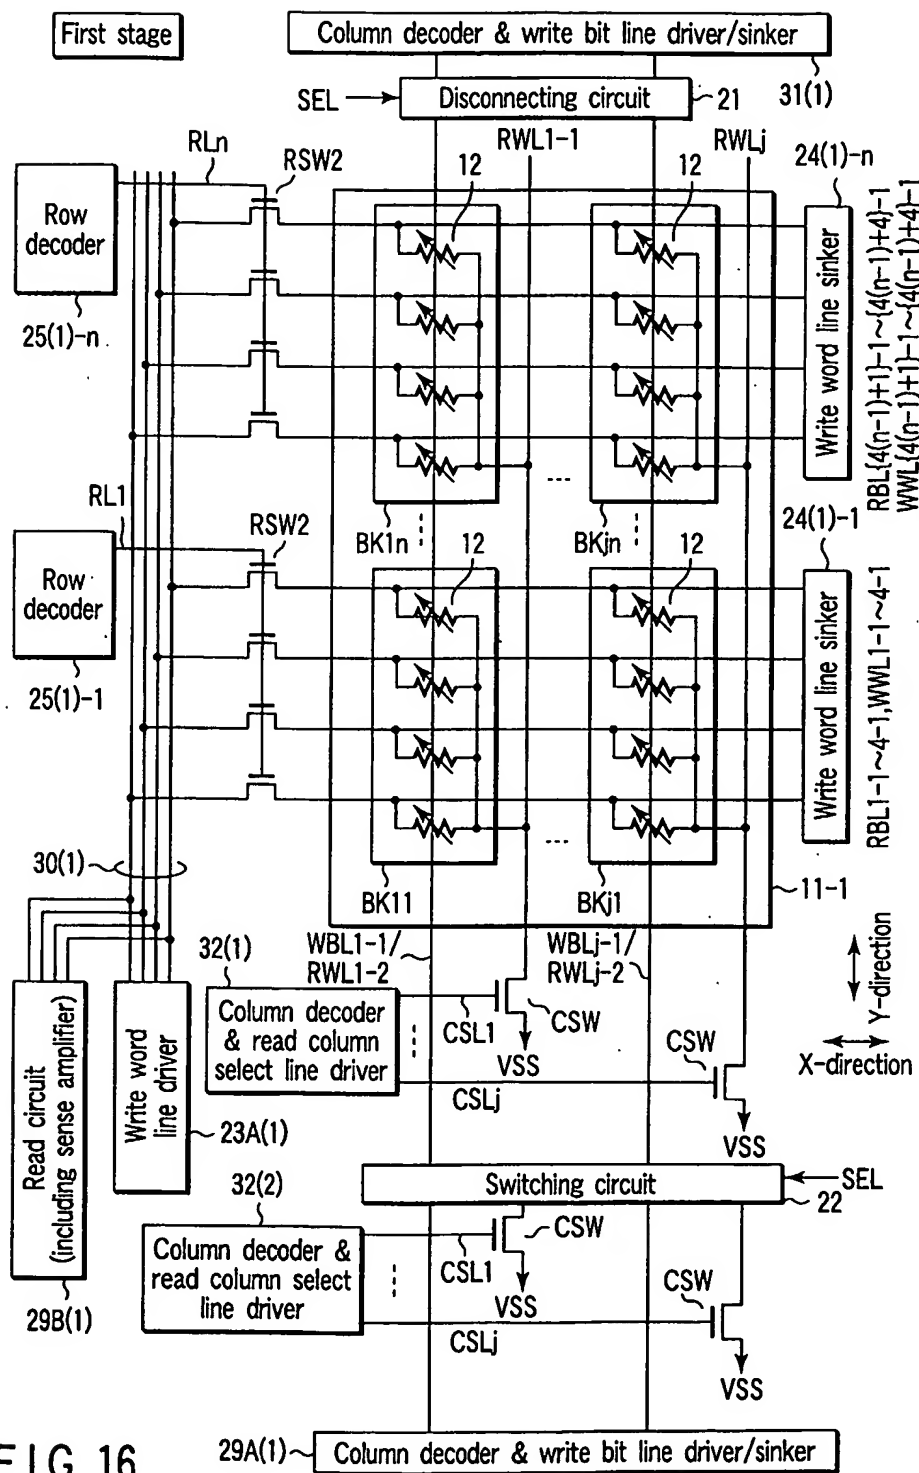 First stage
Column decoder & write bit line driver/sinker
31(1)
SEL
Disconnecting circuit
21
RLn
RSW2
RWL1-1
12
RWLj
24(1)-n
Row
decoder
25(1)-n
12
Write word line sinker
RBL{4(n-1)+1}-1~{4(n-1)+4}-1
WWL{4(n-1)+1}-1~{4(n-1)+4}-1
...
RL1
RSW2
BK1n
12
BKjn
24(1)-1
Row
decoder
25(1)-1
12
Write word line sinker
RBL1-1~4-1,WWL1-1~4-1
...
30(1)
BK11
BKj1
11-1
32(1)
WBL1-1/
RWL1-2
WBLj-1/
RWLj-2
Y-direction
X-direction
Column decoder
& read column
select line driver
CSL1
CSW
VSS
CSW
CSLj
VSS
Read circuit
(including sense amplifier)
Write word
line driver
23A(1)
32(2)
Switching circuit
SEL
22
Column decoder &
read column select
line driver
CSL1
CSW
VSS
CSW
CSLj
VSS
29B(1)
FIG. 16
29A(1)
Column decoder & write bit line driver/sinker